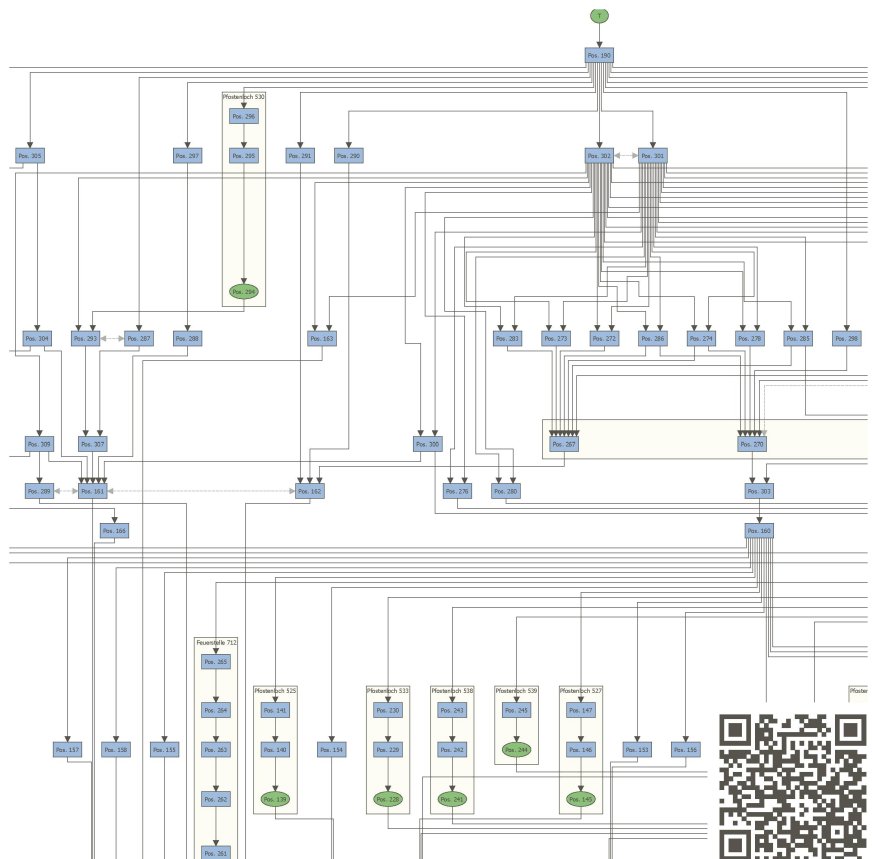 T
Pos. 190
Pfostenloch 530
Pos. 296
Pos. 305
Pos. 297
Pos. 295
Pos. 291
Pos. 290
Pos. 302
Pos. 301
Pos. 294
Pos. 304
Pos. 293
Pos. 287
Pos. 288
Pos. 163
Pos. 283
Pos. 273
Pos. 272
Pos. 286
Pos. 274
Pos. 278
Pos. 285
Pos. 298
Pos. 309
Pos. 307
Pos. 300
Pos. 267
Pos. 270
Pos. 289
Pos. 161
Pos. 162
Pos. 276
Pos. 280
Pos. 303
Pos. 166
Pos. 160
Feuerstelle 712
Pos. 265
Pfostenloch 525
Pfostenloch 533
Pfostenloch 538
Pfostenloch 539
Pfostenloch 527
Pfosten
Pos. 264
Pos. 141
Pos. 230
Pos. 243
Pos. 245
Pos. 147
Pos. 157
Pos. 158
Pos. 155
Pos. 263
Pos. 140
Pos. 154
Pos. 229
Pos. 242
Pos. 244
Pos. 146
Pos. 153
Pos. 156
Pos. 262
Pos. 139
Pos. 228
Pos. 241
Pos. 145
Pos. 261